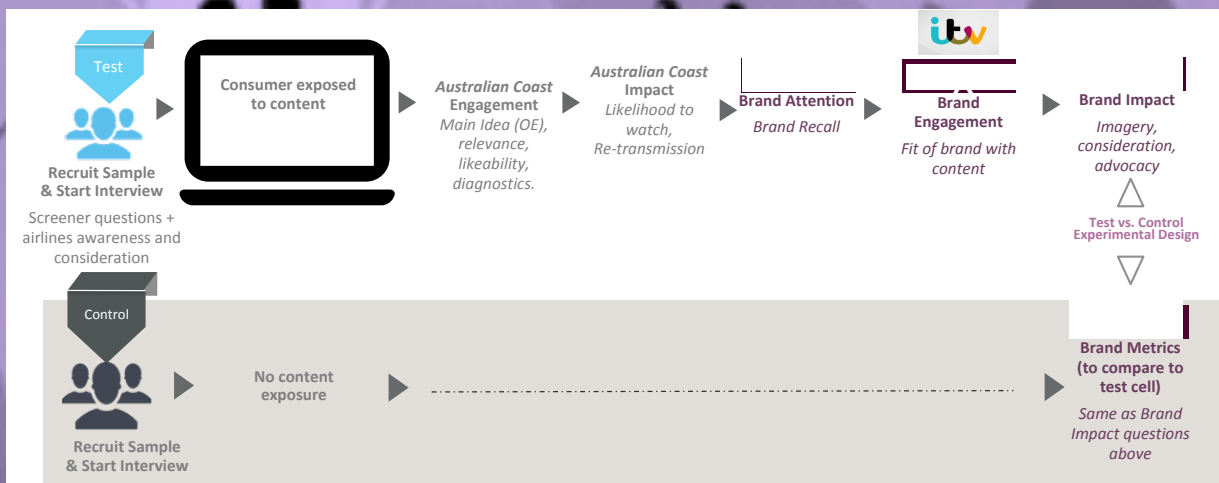 itv
Test
Recruit Sample
& Start Interview
Screener questions +
airlines awareness and
consideration
Consumer exposed
to content
Australian Coast
Engagement
Main Idea (OE),
relevance,
likeability,
diagnostics.
Australian Coast
Impact
Likelihood to
watch,
Re-transmission
Brand Attention
Brand Recall
Brand
Engagement
Fit of brand with
content
Brand Impact
Imagery,
consideration,
advocacy
Test vs. Control
Experimental Design
Control
Recruit Sample
& Start Interview
No content
exposure
Brand Metrics
(to compare to
test cell)
Same as Brand
Impact questions
above